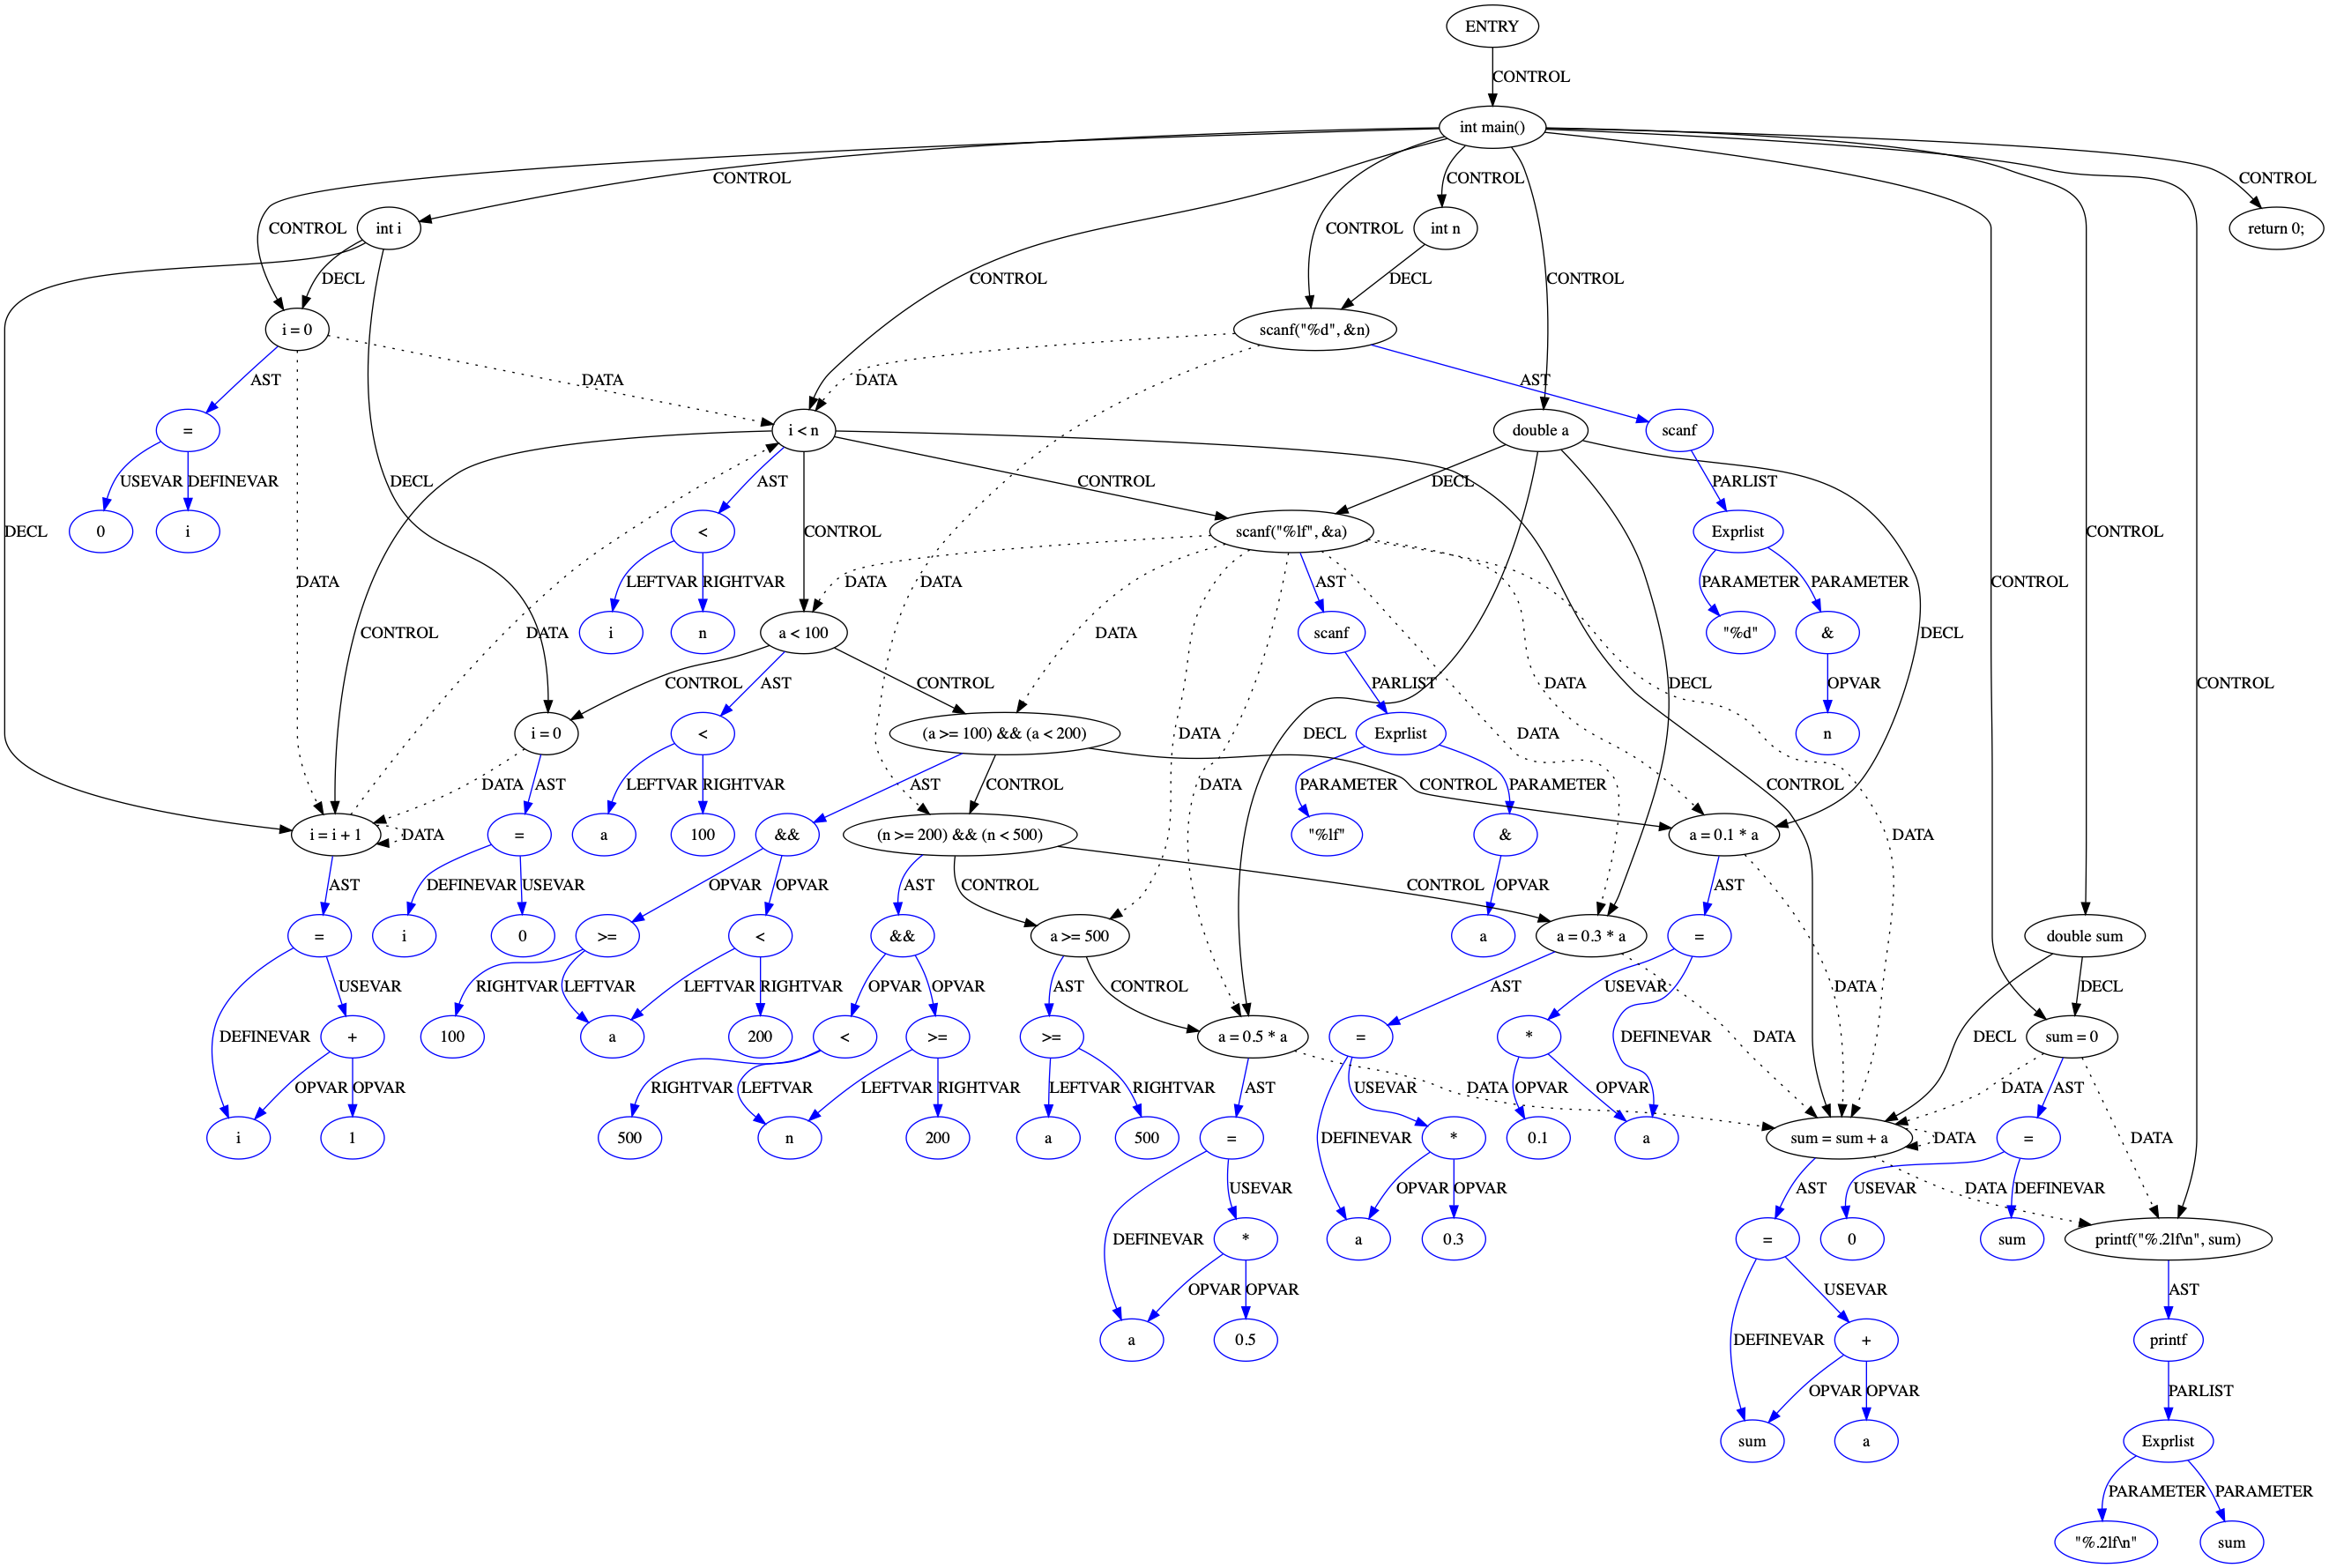 ENTRY
CONTROL
int main()
CONTROL
CONTROL
CONTROL
CONTROL
int i
CONTROL
int n
return 0;
DECL
CONTROL
DECL
CONTROL
i = 0
scanf("%d", &n)
AST
DATA
DATA
AST
=
i < n
double a
scanf
USEVAR
DEFINEVAR
DECL
AST
CONTROL
DECL
PARLIST
0
i
DECL
<
scanf("%lf", &a)
Exprlist
CONTROL
CONTROL
DATA
LEFTVAR
RIGHTVAR
CONTROL
DATA
DATA
AST
PARAMETER
PARAMETER
CONTROL
DATA
i
n
a < 100
DATA
scanf
"%d"
&
DECL
CONTROL
AST
CONTROL
PARLIST
DATA
DECL
OPVAR
CONTROL
i = 0
<
(a >= 100) && (a < 200)
DATA
DECL
Exprlist
DATA
n
DATA
AST
LEFTVAR
RIGHTVAR
AST
CONTROL
DATA
PARAMETER
PARAMETER
CONTROL
CONTROL
i = i + 1
DATA
=
a
100
&&
(n >= 200) && (n < 500)
"%lf"
&
a = 0.1 * a
DATA
AST
DEFINEVAR
USEVAR
OPVAR
OPVAR
AST
CONTROL
CONTROL
OPVAR
AST
=
i
0
>=
<
&&
a >= 500
a
a = 0.3 * a
=
double sum
USEVAR
RIGHTVAR
LEFTVAR
LEFTVAR
RIGHTVAR
OPVAR
OPVAR
AST
CONTROL
AST
USEVAR
DATA
DECL
DEFINEVAR
+
100
a
200
<
>=
>=
a = 0.5 * a
=
*
DEFINEVAR
DATA
DECL
sum = 0
OPVAR
OPVAR
RIGHTVAR
LEFTVAR
LEFTVAR
RIGHTVAR
LEFTVAR
RIGHTVAR
AST
USEVAR
DATA
OPVAR
OPVAR
DATA
AST
i
1
500
n
200
a
500
=
DEFINEVAR
*
0.1
a
sum = sum + a
DATA
=
DATA
USEVAR
OPVAR
OPVAR
AST
DATA
USEVAR
DEFINEVAR
DEFINEVAR
*
a
0.3
=
0
sum
printf("%.2lf\n", sum)
OPVAR
OPVAR
USEVAR
AST
a
0.5
DEFINEVAR
+
printf
OPVAR
OPVAR
PARLIST
sum
a
Exprlist
PARAMETER
PARAMETER
"%.2lf\n"
sum